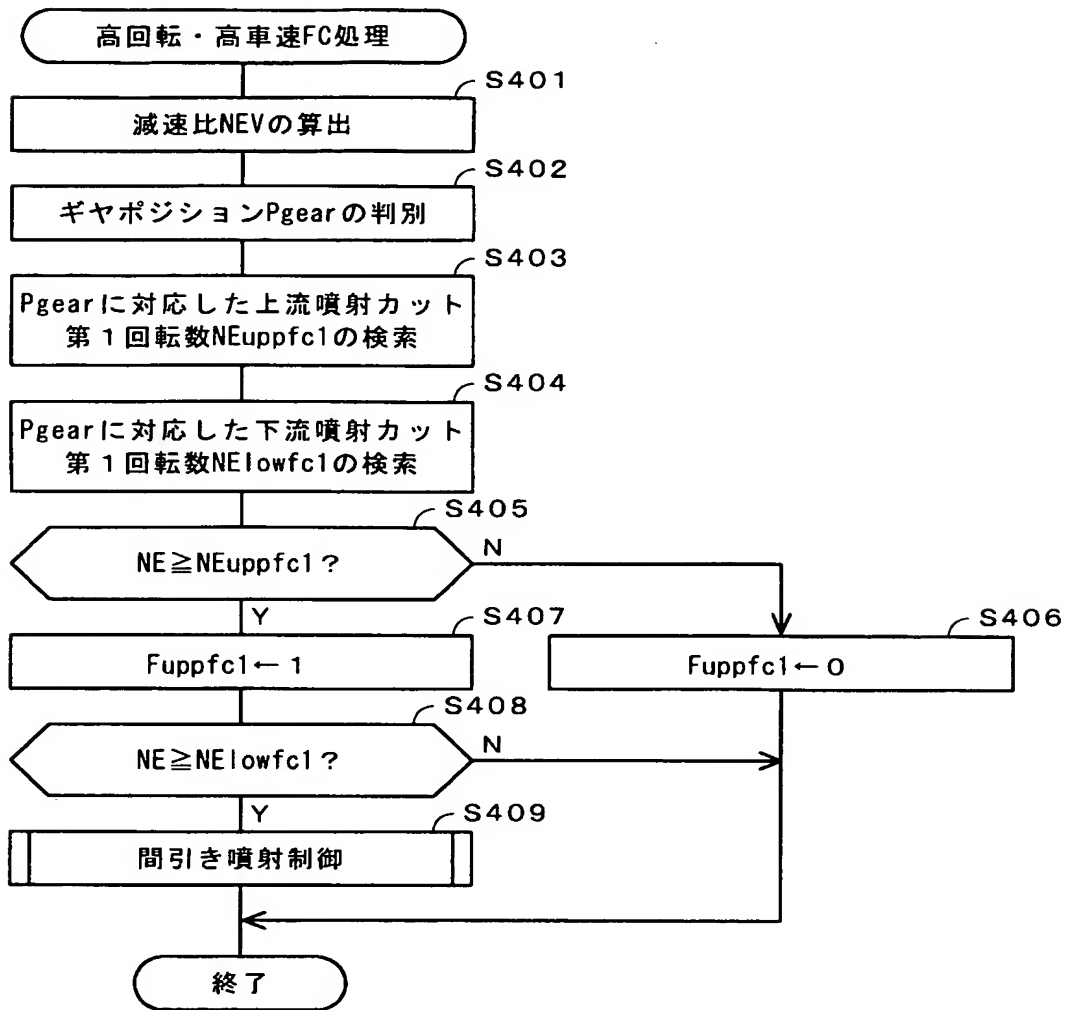 高回転・高車速FC処理
S401
減速比NEVの算出
S402
ギヤポジションPgearの判別
S403
Pgearに対応した上流噴射カット
第1回転数NEuppfc1の検索
S404
Pgearに対応した下流噴射カット
第1回転数NElowfc1の検索
S405
NE≧NEuppfc1?
N
Y
S407
Fuppfc1←1
S406
Fuppfc1←0
S408
NE≧NElowfc1?
N
Y
S409
間引き噴射制御
終了